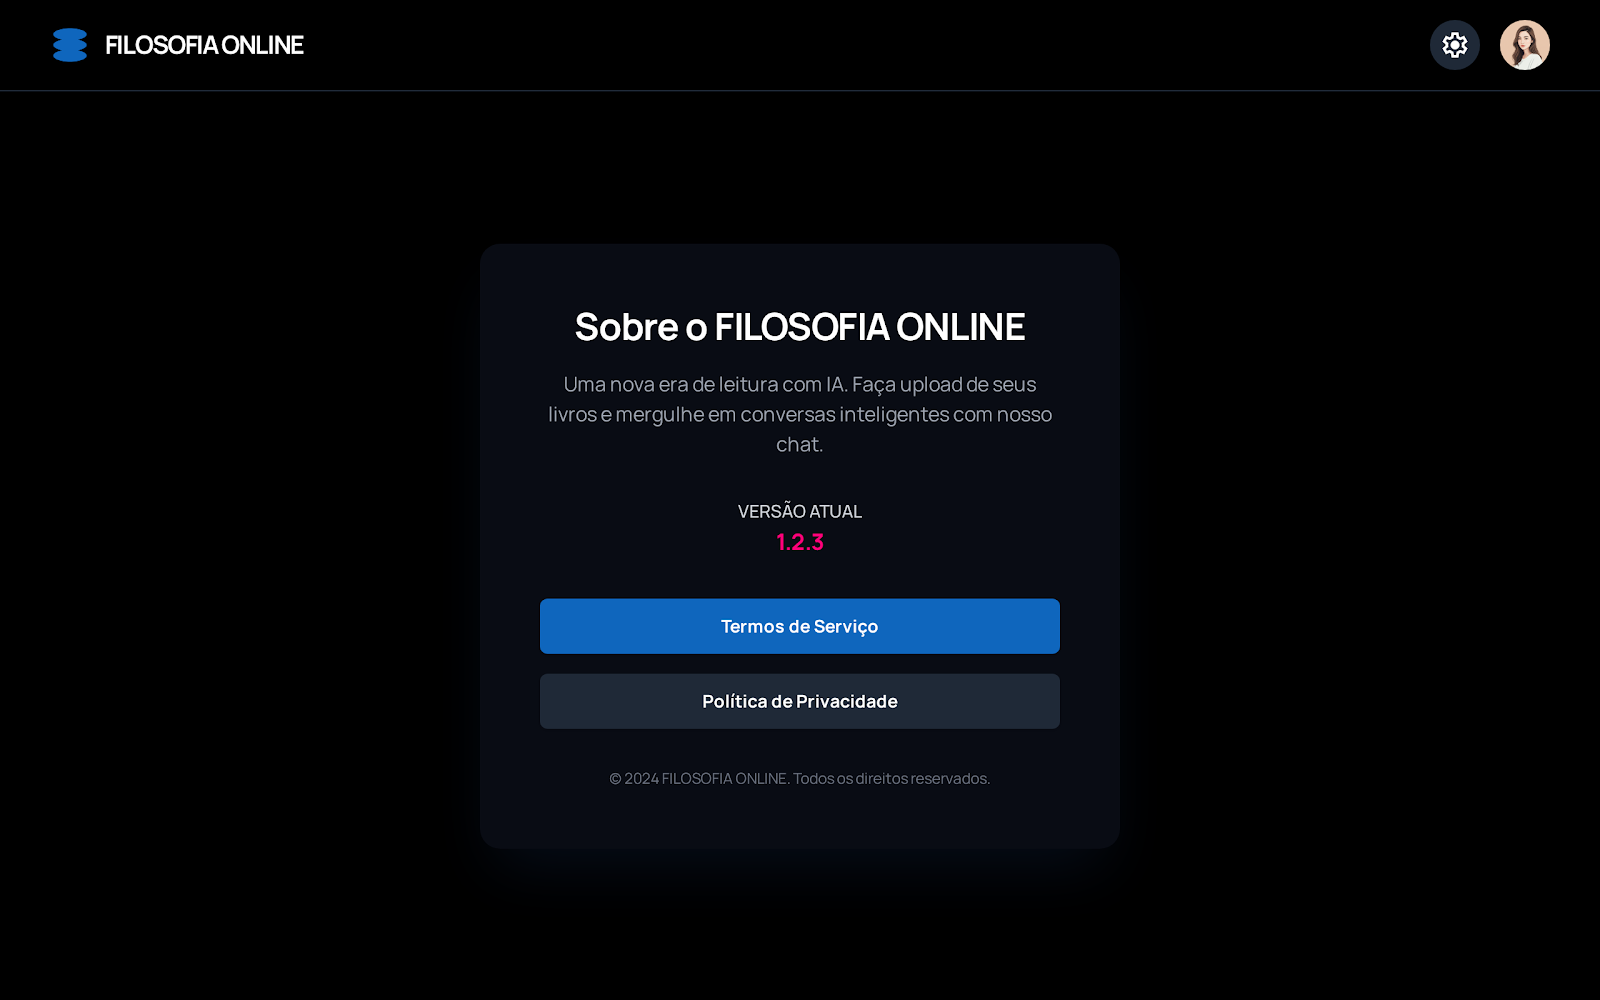 FILOSOFIA ONLINE
Sobre o FILOSOFIA ONLINE
Uma nova era de leitura com IA. Faça upload de seus
livros e mergulhe em conversas inteligentes com nosso
chat.
VERSÃO ATUAL
1.2.3
Termos de Serviço
Política de Privacidade
© 2024 FILOSOFIA ONLINE. Todos os direitos reservados.